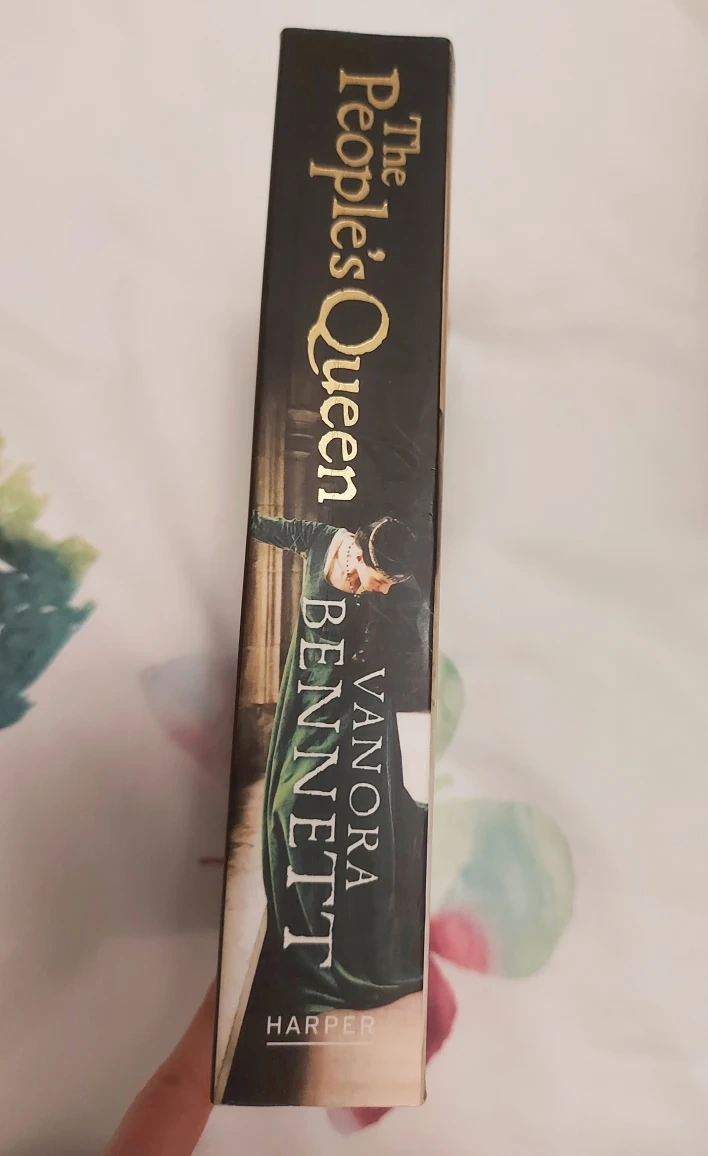 The
People's Queen
VANORA
BENNETT
HARPER